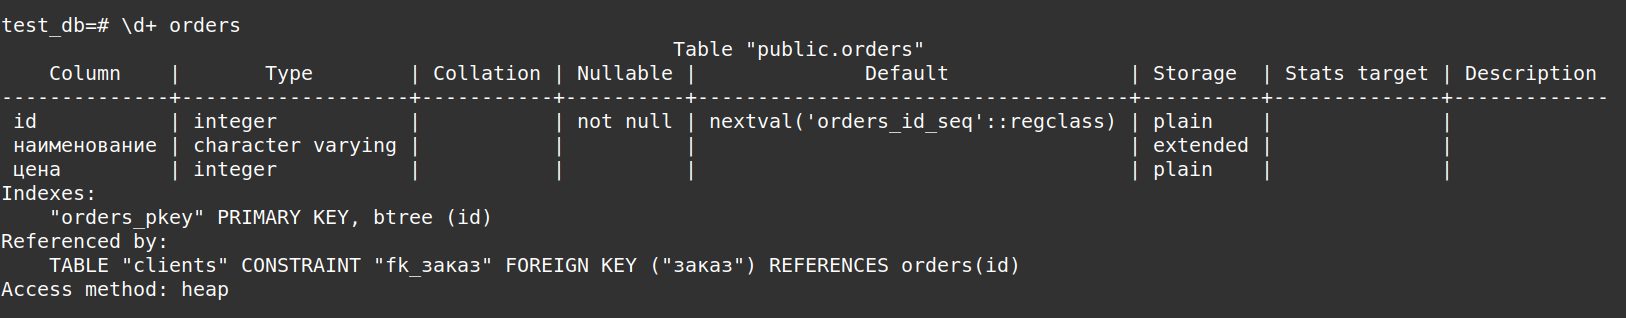 test_db=# \d+ orders
                                                        Table "public.orders"
    Column    |       Type        | Collation | Nullable |              Default               | Storage  | Stats target | Description
--------------+-------------------+-----------+----------+------------------------------------+----------+--------------+-------------
 id           | integer           |           | not null | nextval('orders_id_seq'::regclass) | plain    |              |
 наименование | character varying |           |          |                                    | extended |              |
 цена         | integer           |           |          |                                    | plain    |              |
Indexes:
    "orders_pkey" PRIMARY KEY, btree (id)
Referenced by:
    TABLE "clients" CONSTRAINT "fk_заказ" FOREIGN KEY ("заказ") REFERENCES orders(id)
Access method: heap